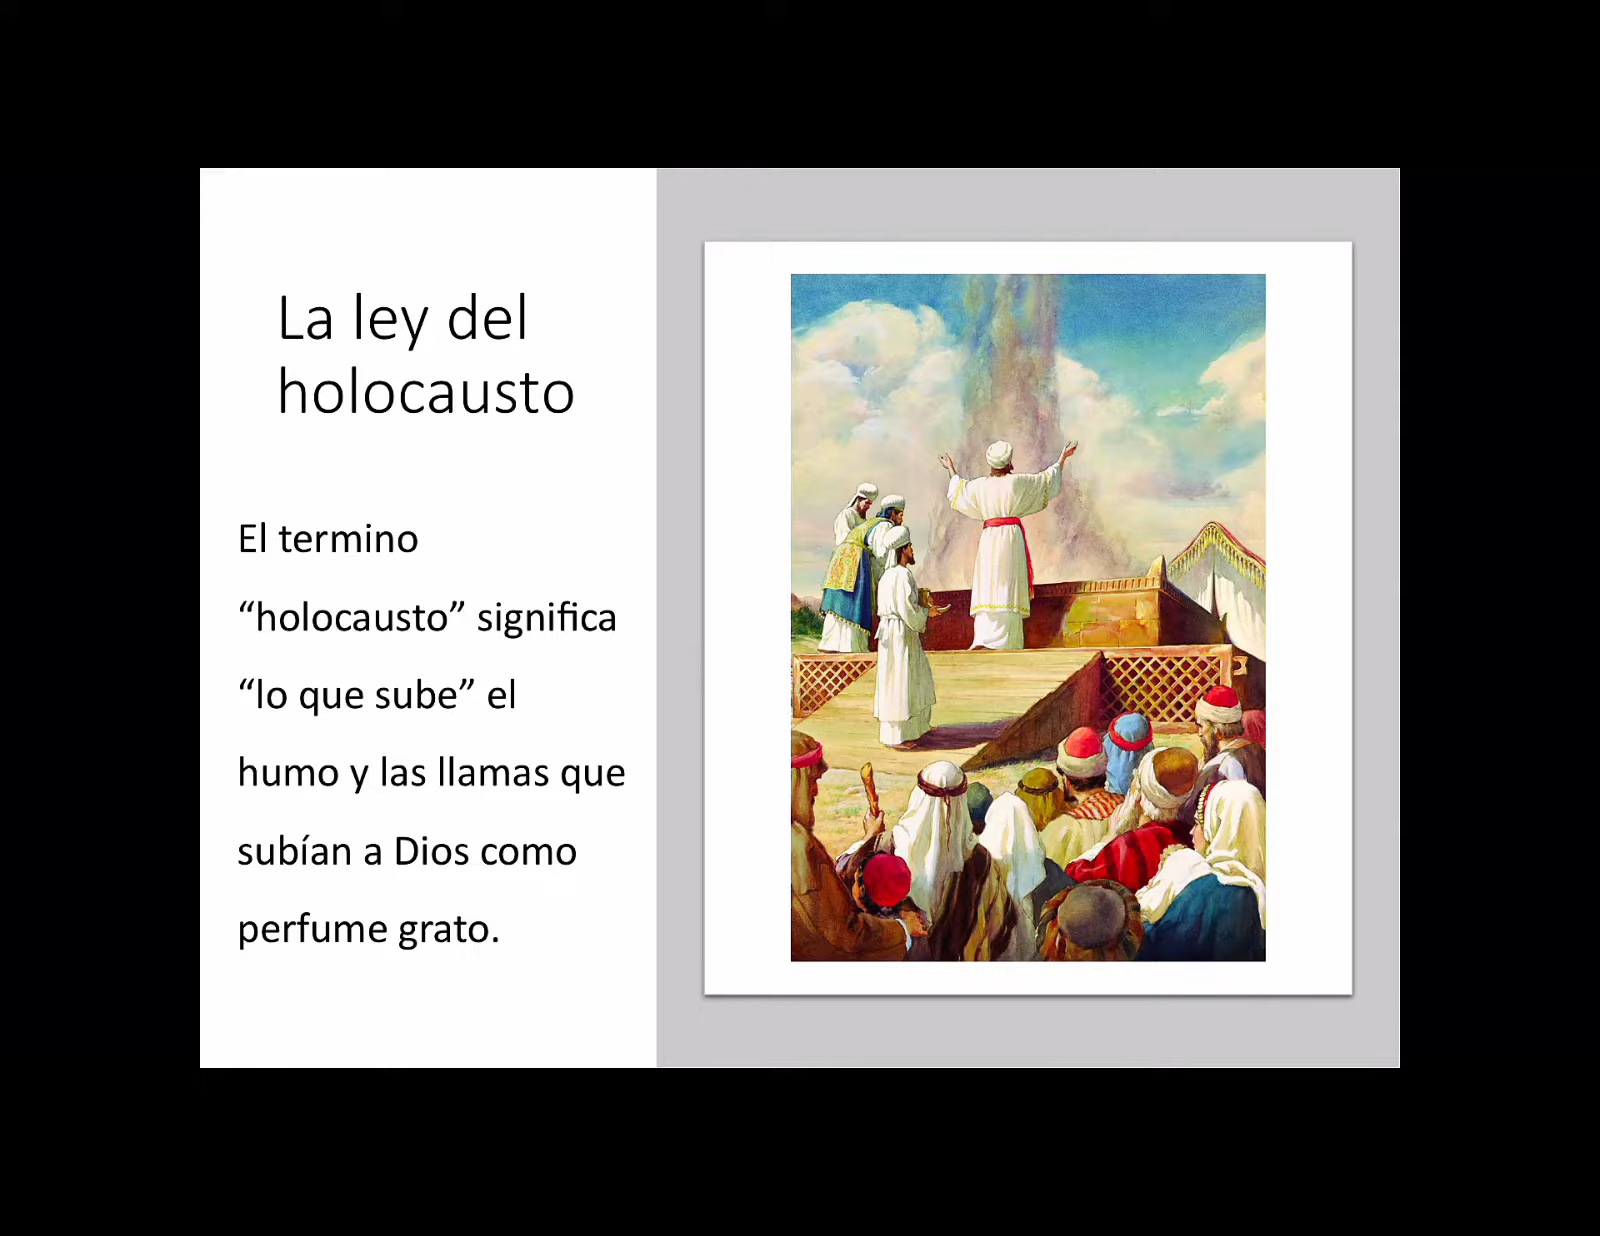 La ley del
holocausto
El termino
“holocausto” significa
“lo que sube” el
humo y las llamas que
subían a Dios como
perfume grato.